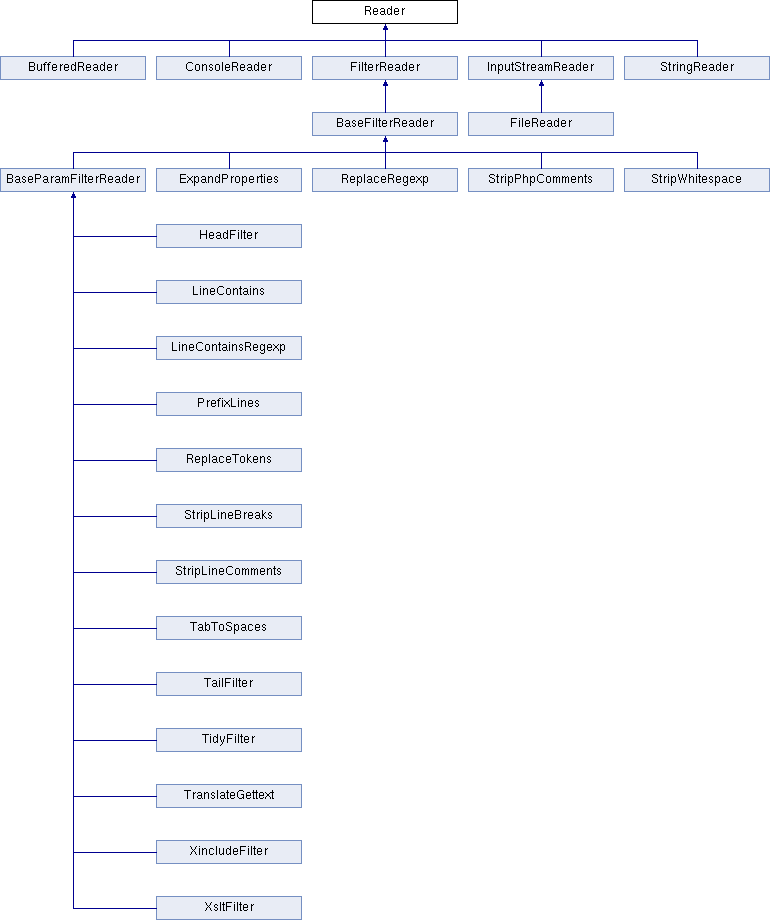 Reader
BufferedReader
ConsoleReader
FilterReader
InputStreamReader
StringReader
BaseFilterReader
FileReader
BaseParamFilterReader
ExpandProperties
ReplaceRegexp
StripPhpComments
StripWhitespace
HeadFilter
LineContains
LineContainsRegexp
PrefixLines
ReplaceTokens
StripLineBreaks
StripLineComments
TabToSpaces
TailFilter
TidyFilter
TranslateGettext
XincludeFilter
XsltFilter